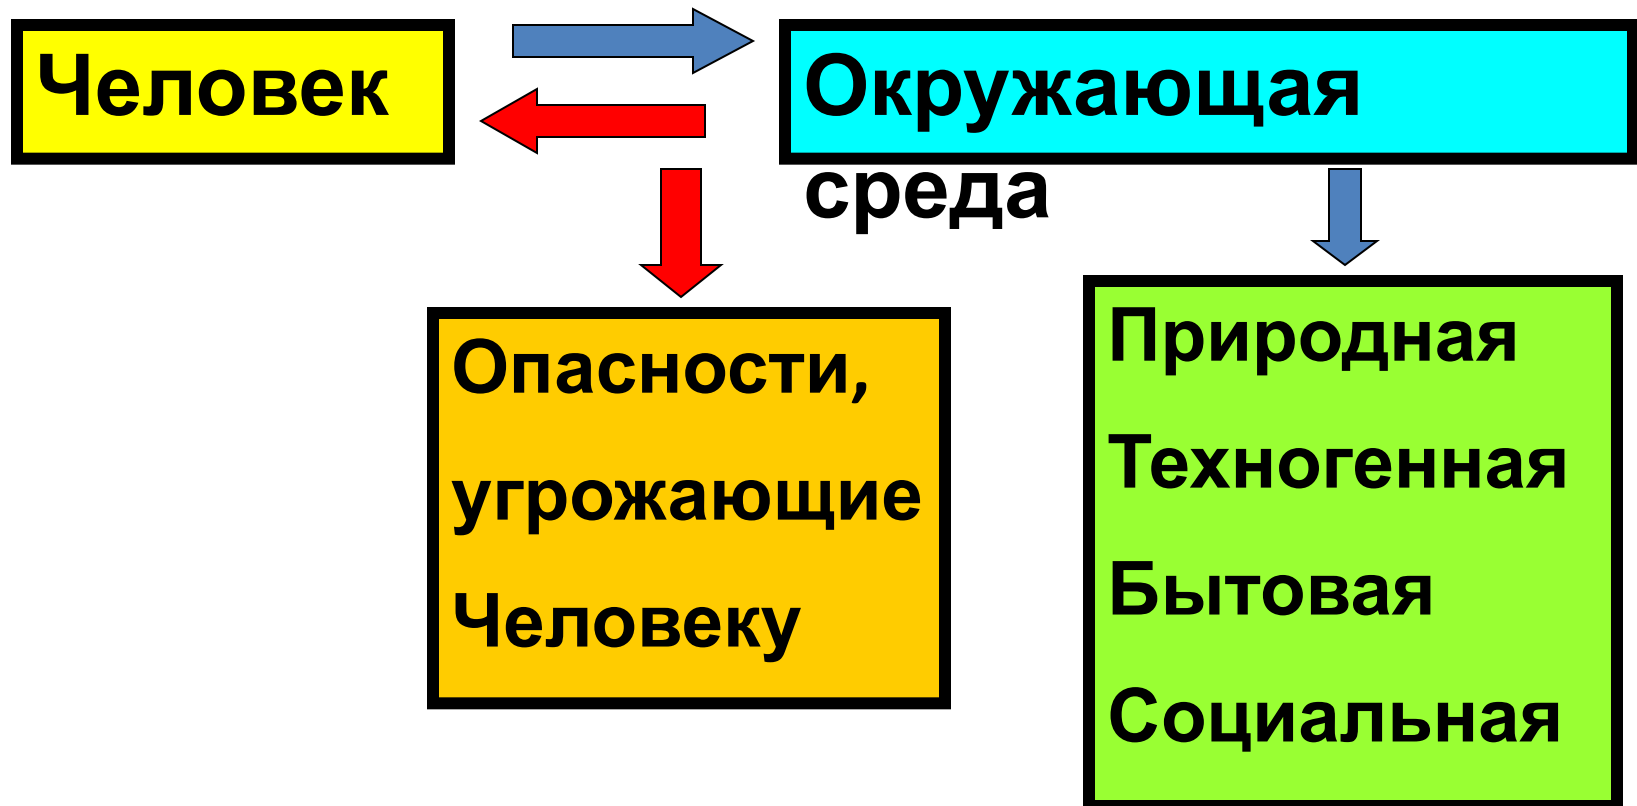 Человек
Окружающая
среда
Опасности,
угрожающие
Человеку
Природная
Техногенная
Бытовая
Социальная